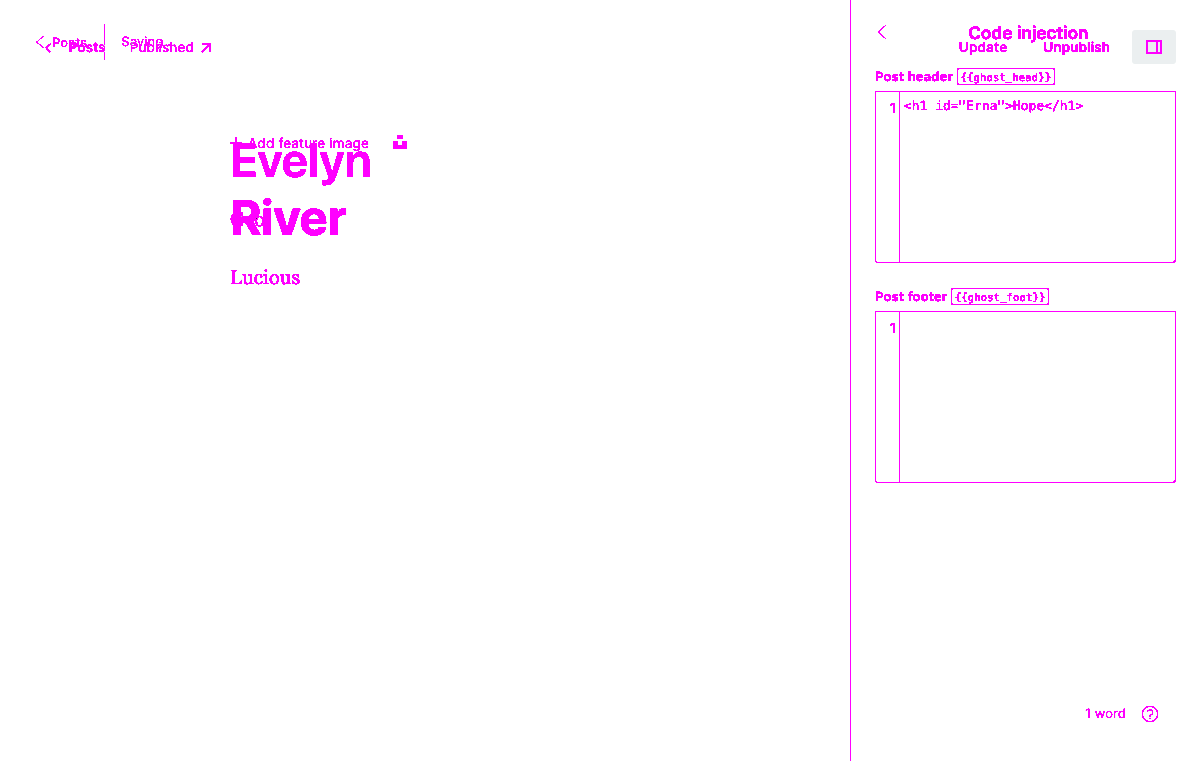 Posts
Saving...
Posts
Published
Code injection
Update
Unpublish
Post header {{ghost_head}}
1
<h1 id="Erna">Hope</h1>
Add feature image
Evelyn
River
Lucious
Post footer {{ghost_foot}}
1
1 word